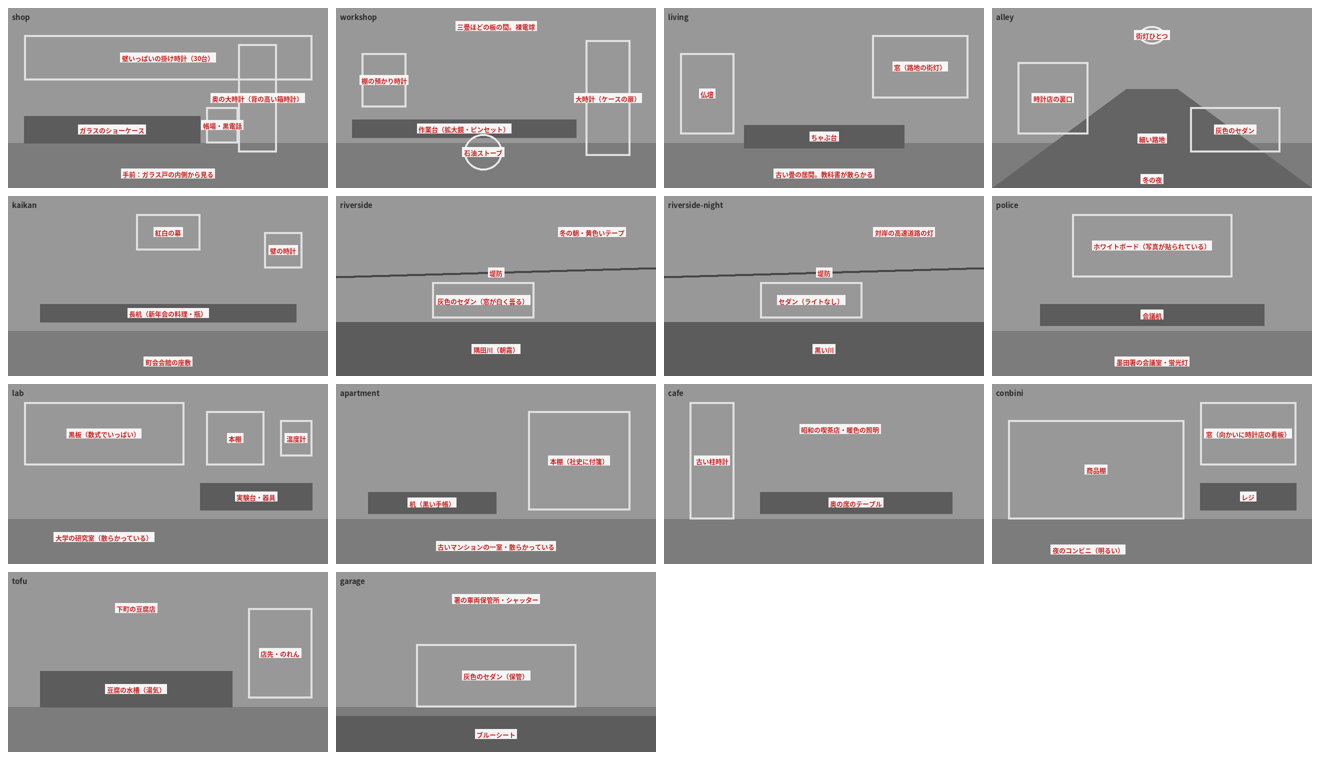 shop
壁いっぱいの掛け時計（30台）
奥の大時計（背の高い箱時計）
帳場・黒電話
ガラスのショーケース
手前：ガラス戸の内側から見る
workshop
三畳ほどの板の間。裸電球
棚の預かり時計
大時計（ケースの扉）
作業台（拡大鏡・ピンセット）
石油ストーブ
living
窓（路地の街灯）
仏壇
ちゃぶ台
古い畳の居間。教科書が散らかる
alley
街灯ひとつ
時計店の裏口
灰色のセダン
細い路地
冬の夜
kaikan
紅白の幕
壁の時計
長机（新年会の料理・瓶）
町会会館の座敷
riverside
冬の朝・黄色いテープ
堤防
灰色のセダン（窓が白く曇る）
隅田川（朝霧）
riverside-night
対岸の高速道路の灯
堤防
セダン（ライトなし）
黒い川
police
ホワイトボード（写真が貼られている）
会議机
墨田署の会議室・蛍光灯
lab
黒板（数式でいっぱい）
本棚
温度計
実験台・器具
大学の研究室（散らかっている）
apartment
本棚（社史に付箋）
机（黒い手帳）
古いマンションの一室・散らかっている
cafe
昭和の喫茶店・暖色の照明
古い柱時計
奥の席のテーブル
conbini
窓（向かいに時計店の看板）
商品棚
レジ
夜のコンビニ（明るい）
tofu
下町の豆腐店
店先・のれん
豆腐の水槽（湯気）
garage
署の車両保管所・シャッター
灰色のセダン（保管）
ブルーシート